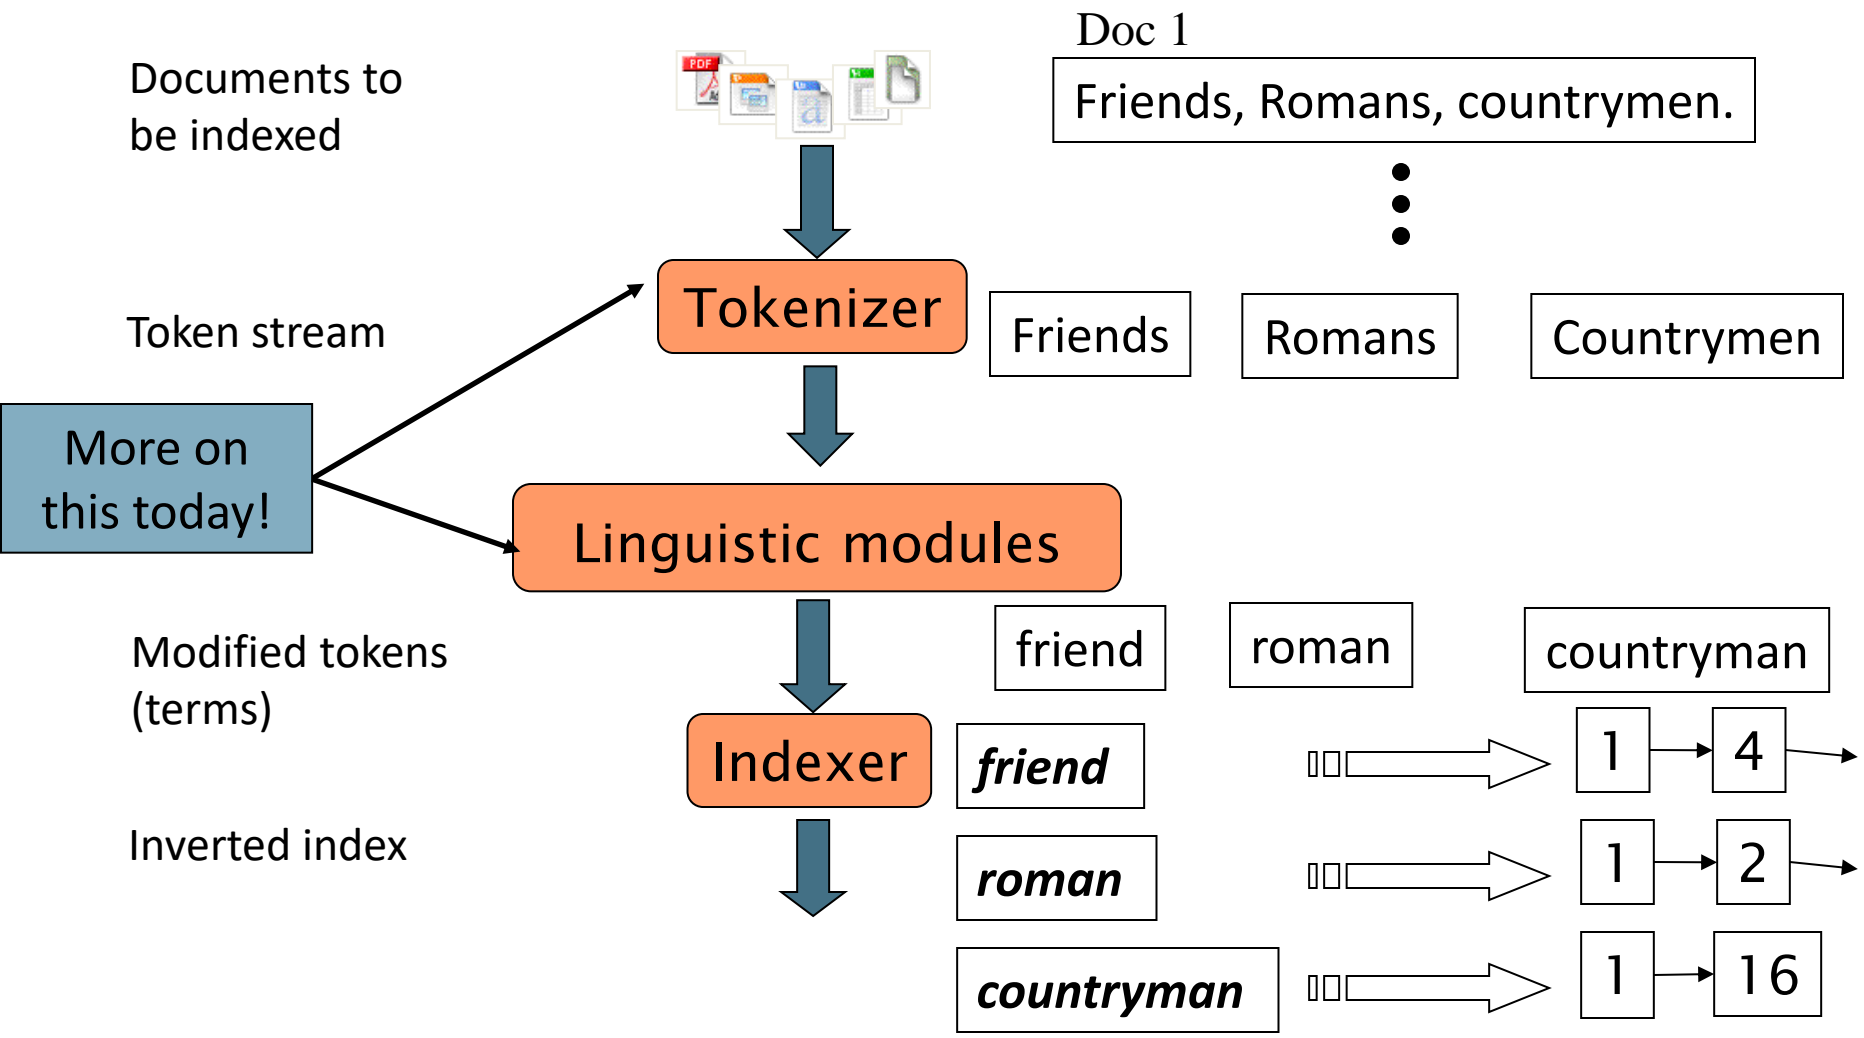 Doc 1
Documents to
be indexed
PDF
Friends, Romans, countrymen.
Token stream
Tokenizer
Friends
Romans
Countrymen
More on
this today!
Linguistic modules
Modified tokens
(terms)
friend
roman
countryman
Indexer
friend
1
4
Inverted index
roman
1
2
countryman
1
16